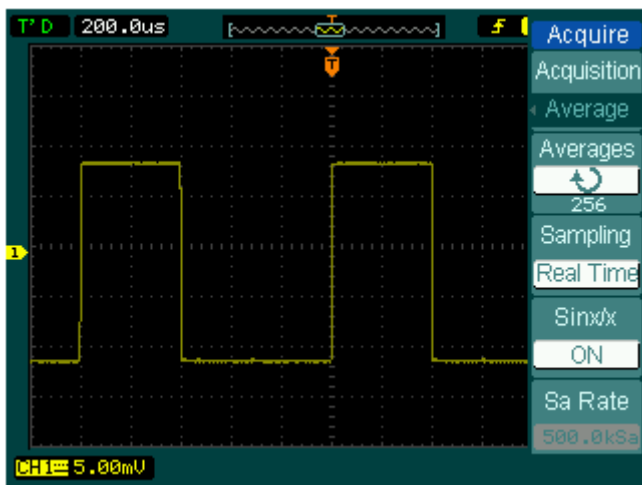 T'D 200.0us
T
T
Acquire
Acquisition
Average
Averages
256
Sampling
Real Time
Sinx/x
ON
Sa Rate
500.0kSa
1
CH1 5.00mV